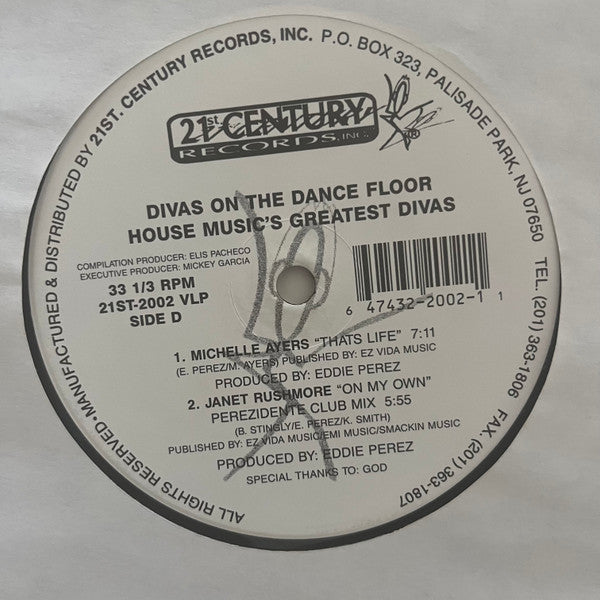 MANUFACTURED & DISTRIBUTED BY 21ST. CENTURY RECORDS, INC. P.O. BOX 323, PALISADE PARK, NJ 07650 TEL. (201) 363-1806 FAX. (201) 363-1807
ALL RIGHTS RESERVED•
21st. CENTURY
RECORDS, INC.
®
DIVAS ON THE DANCE FLOOR
HOUSE MUSIC'S GREATEST DIVAS
COMPILATION PRODUCER: ELIS PACHECO
EXECUTIVE PRODUCER: MICKEY GARCIA
33 1/3 RPM
21ST-2002 VLP
SIDE D
6 47432-2002-1 1
1. MICHELLE AYERS "THATS LIFE" 7:11
(E. PEREZ/M. AYERS) PUBLISHED BY: EZ VIDA MUSIC
PRODUCED BY: EDDIE PEREZ
2. JANET RUSHMORE "ON MY OWN"
PEREZIDENTE CLUB MIX 5:55
(B. STINGLY/E. PEREZ/K. SMITH)
PUBLISHED BY: EZ VIDA MUSIC/EMI MUSIC/SMACKIN MUSIC
PRODUCED BY: EDDIE PEREZ
SPECIAL THANKS TO: GOD